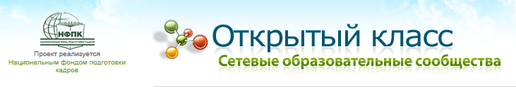 НФПК
Проект реализуется
Национальным фондом подготовки
кадров
Открытый класс
Сетевые образовательные сообщества